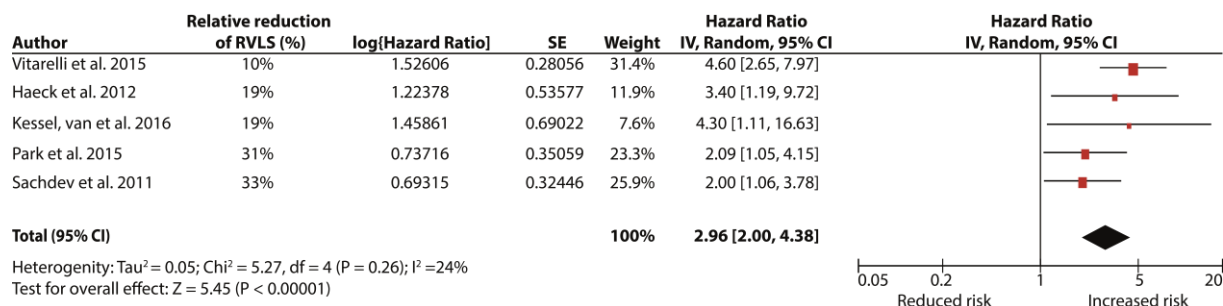 Relative reduction Hazard Ratio Hazard Ratio
Author of RVLS (%) log{Hazard Ratio] SE Weight IV, Random, 95% CI IV, Random, 95% CI
Vitarelli et al. 2015 10% 1.52606 0.28056 31.4% 4.60 [2.65, 7.97]
Haeck et al. 2012 19% 1.22378 0.53577 11.9% 3.40 [1.19, 9.72]
Kessel, van et al. 2016 19% 1.45861 0.69022 7.6% 4.30 [1.11, 16.63]
Park et al. 2015 31% 0.73716 0.35059 23.3% 2.09 [1.05, 4.15]
Sachdev et al. 2011 33% 0.69315 0.32446 25.9% 2.00 [1.06, 3.78]
Total (95% CI) 100% 2.96 [2.00, 4.38]
Heterogenity: Tau² = 0.05; Chi² = 5.27, df = 4 (P = 0.26); I² =24%
Test for overall effect: Z = 5.45 (P < 0.00001)
0.05 0.2 1 5 20
Reduced risk Increased risk